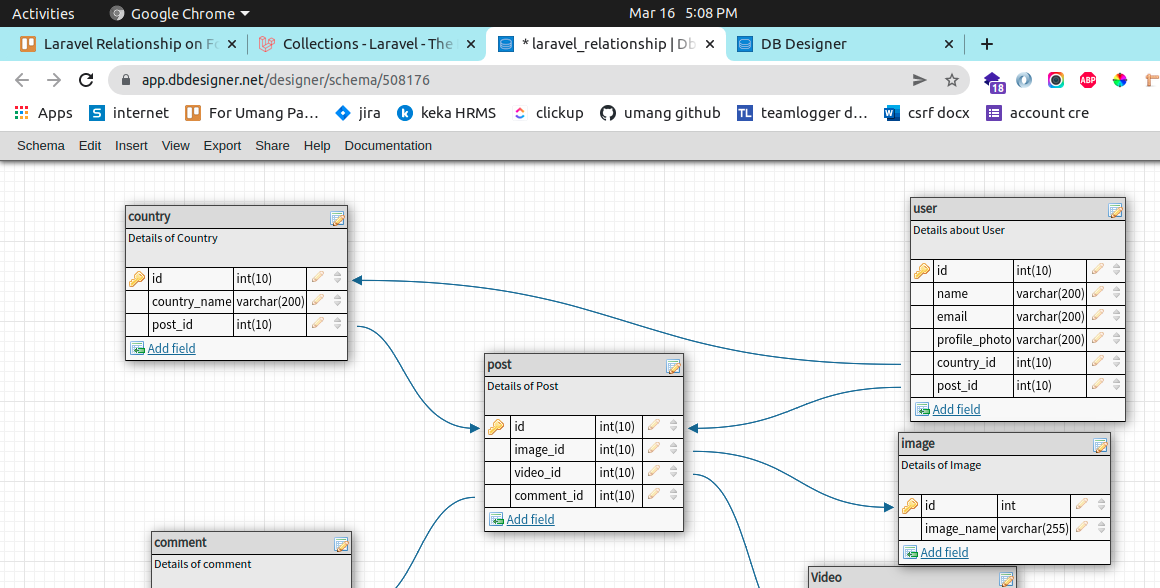 Activities Google Chrome Mar 16 5:08 PM
Laravel Relationship on Fo Collections - Laravel - The * laravel_relationship | Db DB Designer
app.dbdesigner.net/designer/schema/508176 18 ABP
Apps S internet For Umang Pa… jira k keka HRMS clickup umang github TL teamlogger d… W csrf docx account cre
Schema Edit Insert View Export Share Help Documentation
country
Details of Country
id int(10)
country_name varchar(200)
post_id int(10)
Add field
user
Details about User
id int(10)
name varchar(200)
email varchar(200)
profile_photo varchar(200)
country_id int(10)
post_id int(10)
Add field
post
Details of Post
id int(10)
image_id int(10)
video_id int(10)
comment_id int(10)
Add field
image
Details of Image
id int
image_name varchar(255)
Add field
comment
Details of comment
Video